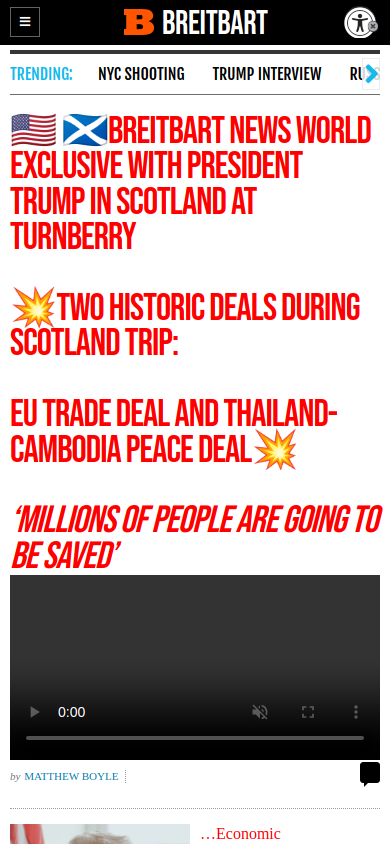 BREITBART
TRENDING:
NYC SHOOTING
TRUMP INTERVIEW
BREITBART NEWS WORLD
EXCLUSIVE WITH PRESIDENT
TRUMP IN SCOTLAND AT
TURNBERRY
TWO HISTORIC DEALS DURING
SCOTLAND TRIP:
EU TRADE DEAL AND THAILAND-
CAMBODIA PEACE DEAL
‘MILLIONS OF PEOPLE ARE GOING TO
BE SAVED’
0:00
by MATTHEW BOYLE
…Economic